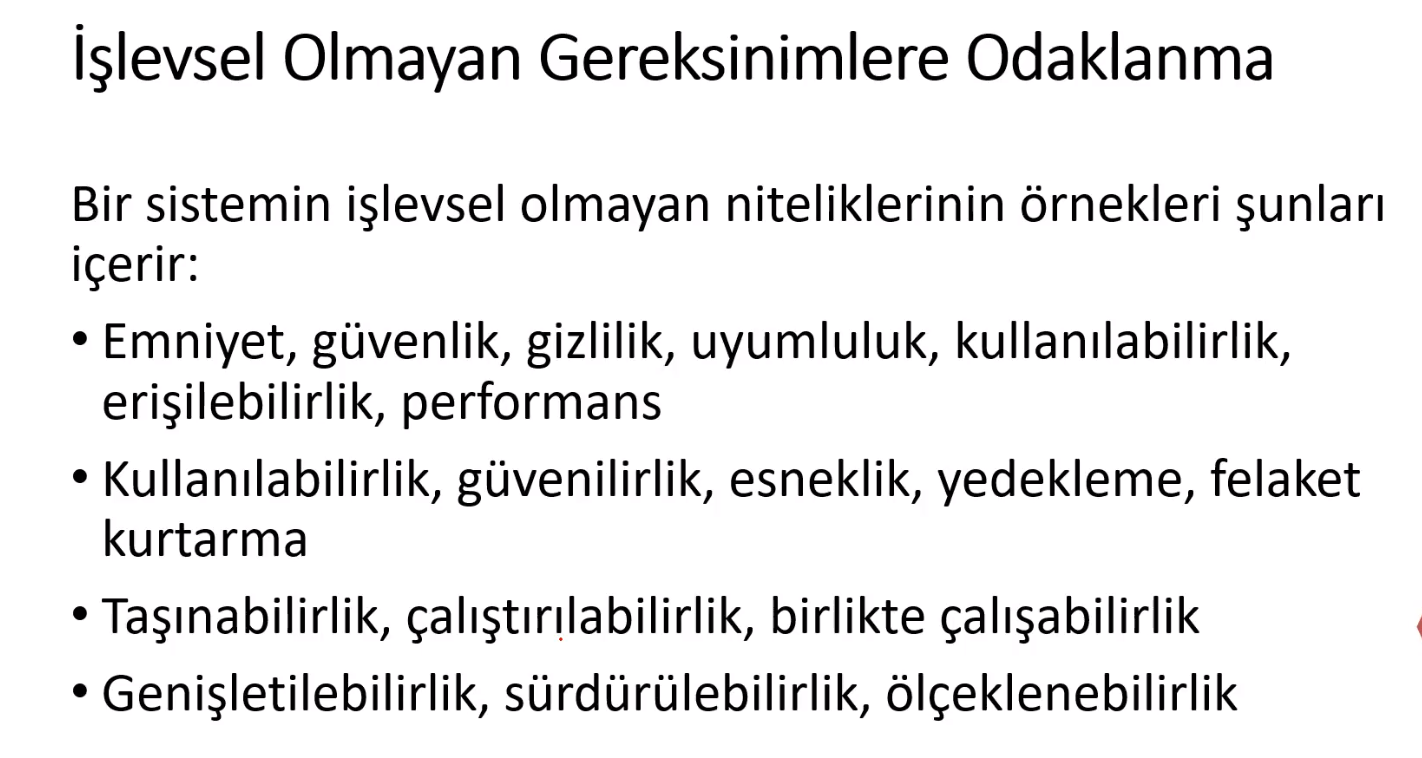 İşlevsel Olmayan Gereksinimlere Odaklanma
Bir sistemin işlevsel olmayan niteliklerinin örnekleri şunları
içerir:
• Emniyet, güvenlik, gizlilik, uyumluluk, kullanılabilirlik,
erişilebilirlik, performans
• Kullanılabilirlik, güvenilirlik, esneklik, yedekleme, felaket
kurtarma
• Taşınabilirlik, çalıştırılabilirlik, birlikte çalışabilirlik
• Genişletilebilirlik, sürdürülebilirlik, ölçeklenebilirlik